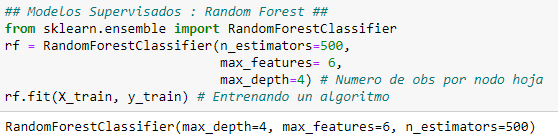 ## Modelos Supervisados : Random Forest ##
from sklearn.ensemble import RandomForestClassifier
rf = RandomForestClassifier(n_estimators=500,
max_features= 6,
max_depth=4) # Numero de obs por nodo hoja
rf.fit(X_train, y_train) # Entrenando un algoritmo
RandomForestClassifier(max_depth=4, max_features=6, n_estimators=500)